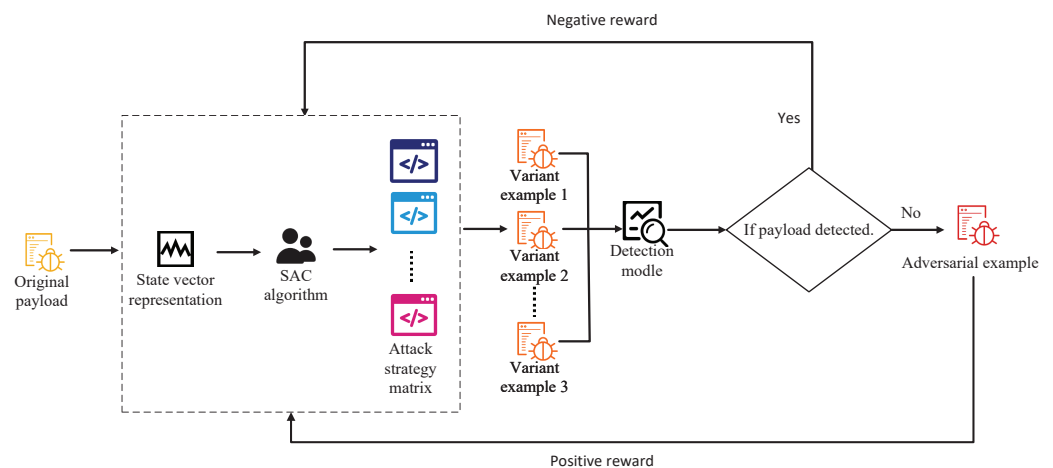 Negative reward
Yes
</>
Variant
example 1
</>
No
If payload detected.
Variant
example 2
Detection
modle
Adversarial example
Original
payload
State vector
representation
SAC
algorithm
</>
Attack
strategy
matrix
Variant
example 3
Positive reward